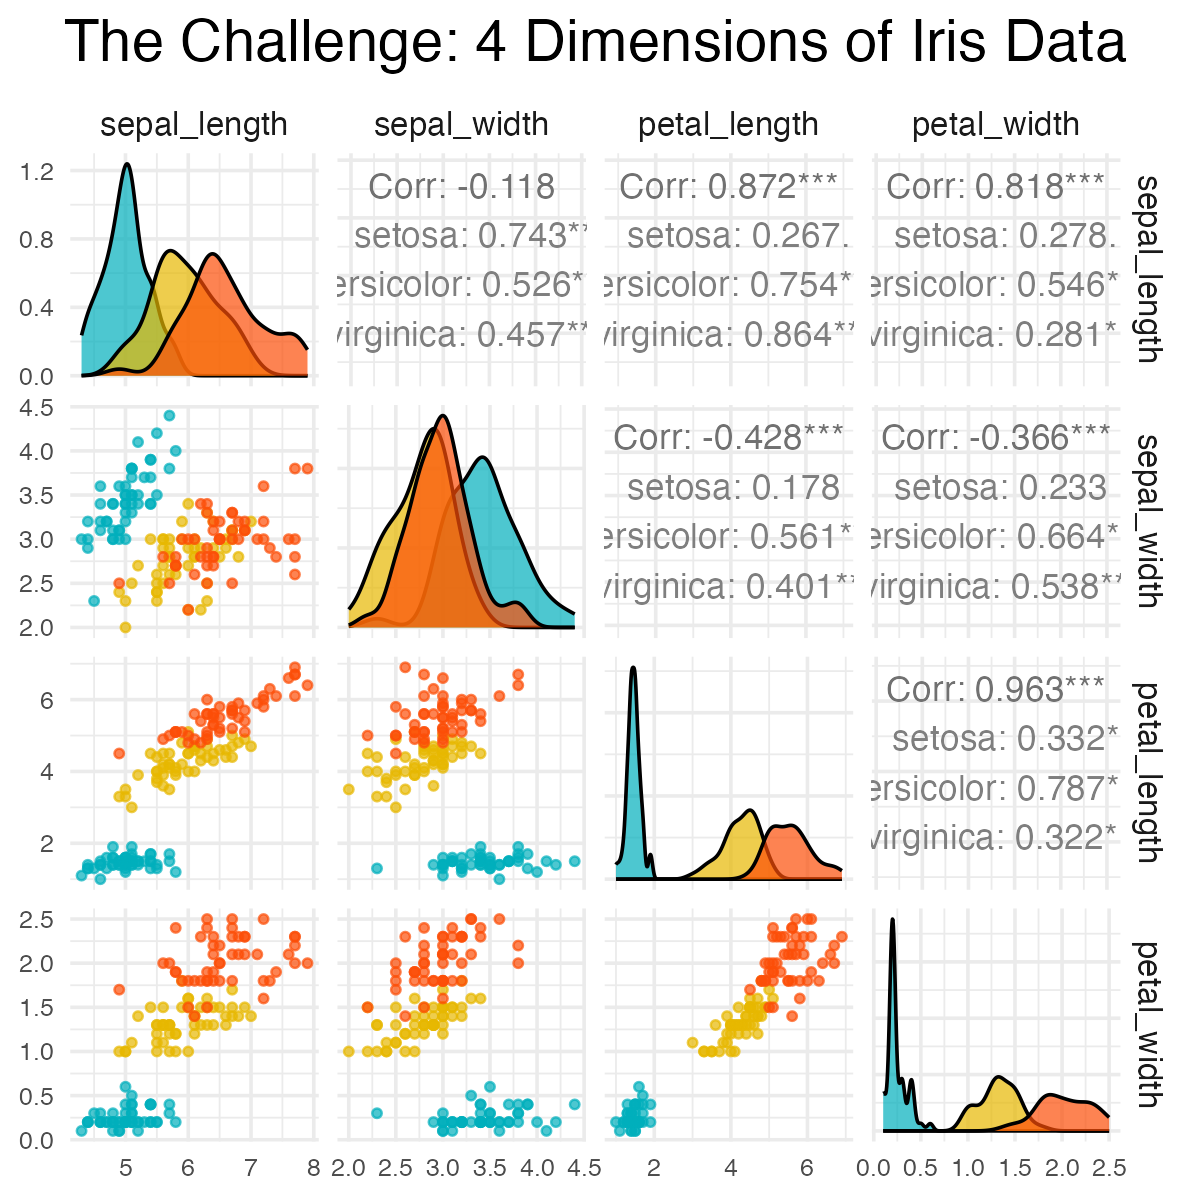 The Challenge: 4 Dimensions of Iris Data
sepal_length sepal_width petal_length petal_width
1.2
0.8
0.4
0.0
Corr: -0.118
setosa: 0.743**
ersicolor: 0.526*
virginica: 0.457**
Corr: 0.872***
setosa: 0.267.
ersicolor: 0.754*
virginica: 0.864**
Corr: 0.818***
setosa: 0.278.
ersicolor: 0.546*
virginica: 0.281*
sepal_length
4.5
4.0
3.5
3.0
2.5
2.0
Corr: -0.428***
setosa: 0.178
ersicolor: 0.561*
virginica: 0.401**
Corr: -0.366***
setosa: 0.233
ersicolor: 0.664*
virginica: 0.538**
sepal_width
6
4
2
Corr: 0.963***
setosa: 0.332*
ersicolor: 0.787*
virginica: 0.322*
petal_length
2.5
2.0
1.5
1.0
0.5
0.0
petal_width
5 6 7 8 2.0 2.5 3.0 3.5 4.0 4.5 2 4 6 0.0 0.5 1.0 1.5 2.0 2.5